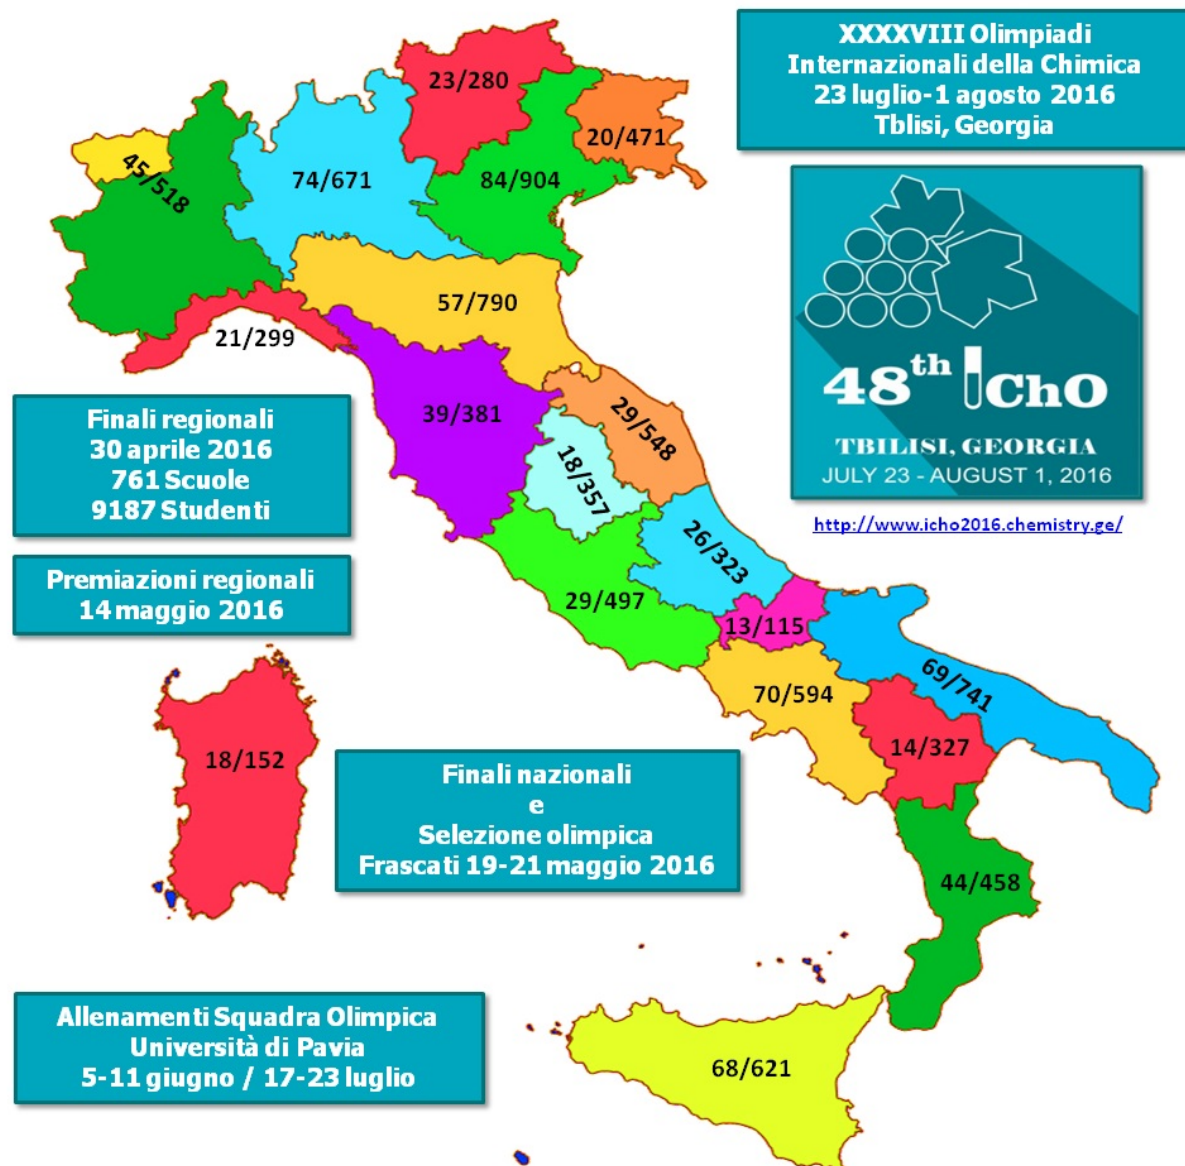 XXXXVIII Olimpiadi
Internazionali della Chimica
23 luglio-1 agosto 2016
Tblisi, Georgia
23/280
20/471
45/518
74/671
84/904
57/790
21/299
48th IChO
TBILISI, GEORGIA
JULY 23 - AUGUST 1, 2016
http://www.icho2016.chemistry.ge/
Finali regionali
30 aprile 2016
761 Scuole
9187 Studenti
39/381
29/548
18/357
26/323
Premiazioni regionali
14 maggio 2016
29/497
13/115
69/741
70/594
14/327
18/152
Finali nazionali
e
Selezione olimpica
Frascati 19-21 maggio 2016
44/458
Allenamenti Squadra Olimpica
Università di Pavia
5-11 giugno / 17-23 luglio
68/621